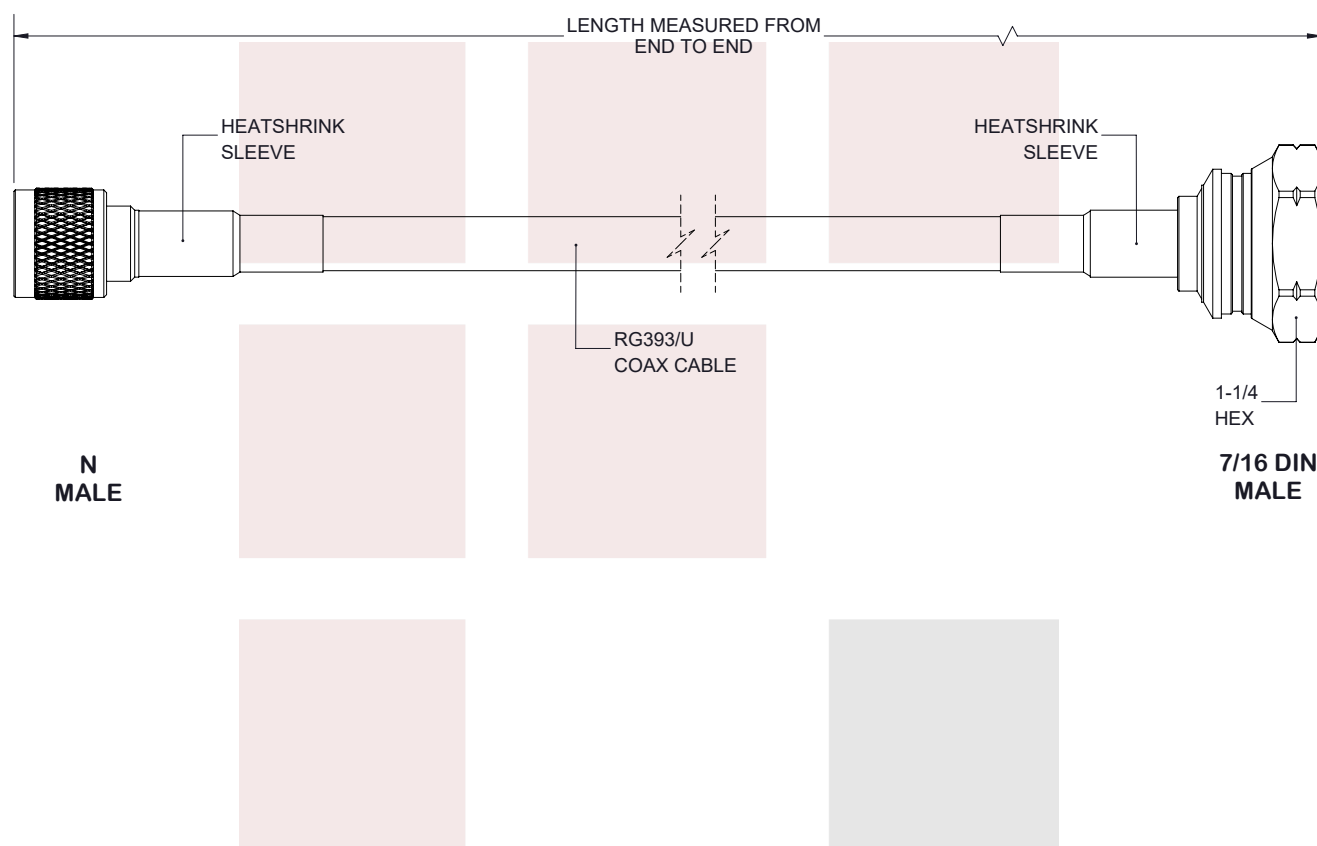 LENGTH MEASURED FROM
END TO END
HEATSHRINK
SLEEVE
HEATSHRINK
SLEEVE
RG393/U
COAX CABLE
1-1/4
HEX
N
MALE
7/16 DIN
MALE